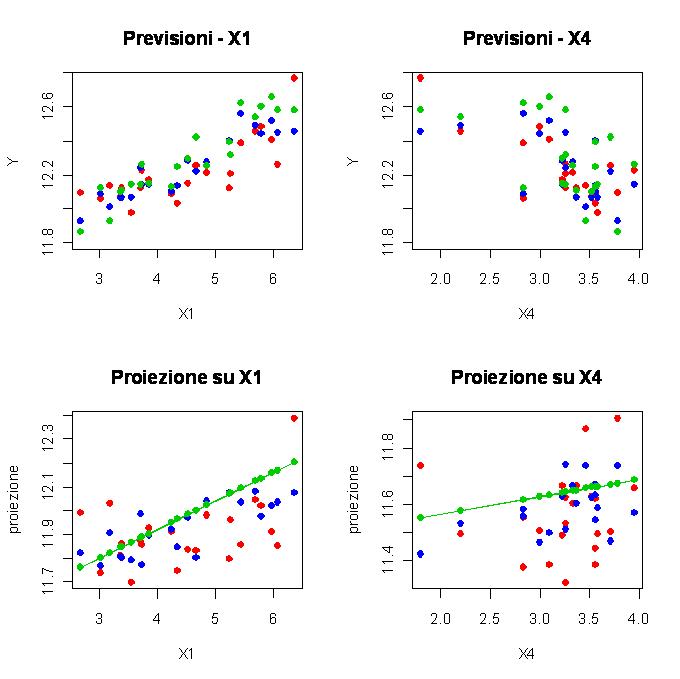 Previsioni - X1
Y
11.8
12.2
12.6
3
4
5
6
X1
Previsioni - X4
Y
11.8
12.2
12.6
2.0
2.5
3.0
3.5
4.0
X4
Proiezione su X1
proiezione
11.7
11.9
12.1
12.3
3
4
5
6
X1
Proiezione su X4
proiezione
11.4
11.6
11.8
2.0
2.5
3.0
3.5
4.0
X4